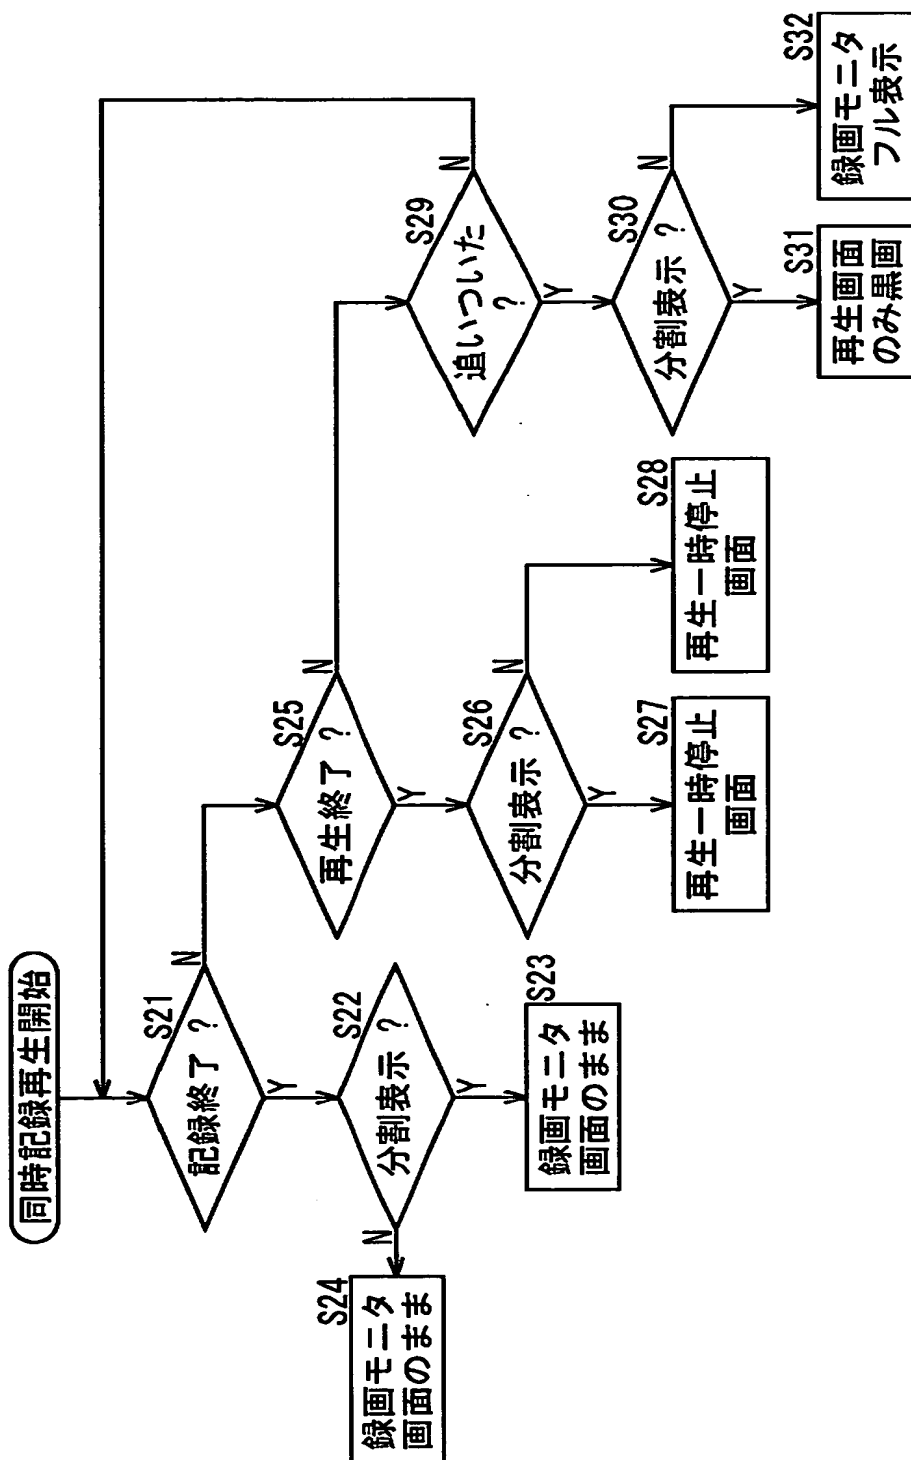 同時記録再生開始
S21
記録終了?
N
Y
S22
分割表示?
Y
N
S23
録画モニタ
画面のまま
S24
録画モニタ
画面のまま
S25
再生終了?
N
Y
S26
分割表示?
N
Y
S27
再生一時停止
画面
S28
再生一時停止
画面
S29
追いついた
?
N
Y
S30
分割表示?
N
Y
S31
再生画面
のみ黒画
S32
録画モニタ
フル表示